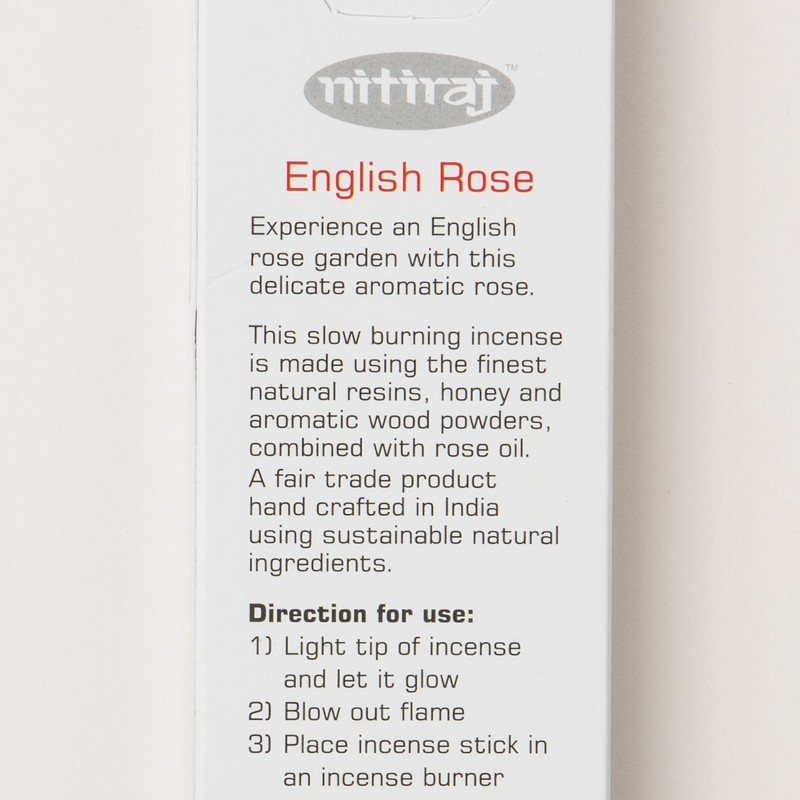 nitiraj™
English Rose
Experience an English
rose garden with this
delicate aromatic rose.
This slow burning incense
is made using the finest
natural resins, honey and
aromatic wood powders,
combined with rose oil.
A fair trade product
hand crafted in India
using sustainable natural
ingredients.
Direction for use:
1) Light tip of incense
and let it glow
2) Blow out flame
3) Place incense stick in
an incense burner